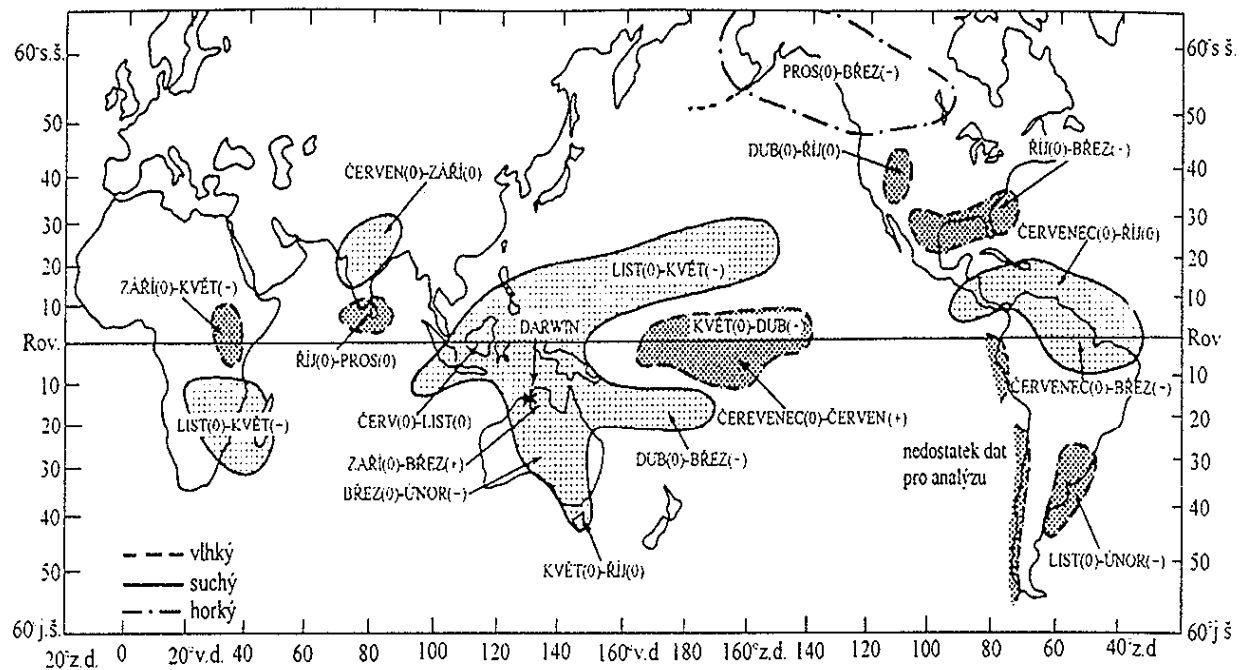 60°s.š.
50
40
30
20
10
Rov.
10
20
30
40
50
60°j.š.
60°s š.
50
40
30
20
10
Rov
10
20
30
40
50
60°j š
PROS(0)-BŘEZ(−)
DUB(0)-ŘÍJ(0)
ŘÍJ(0)-BŘEZ(−)
ČERVEN(0)-ZÁŘÍ(0)
ČERVENEC(0)-ŘÍJ(0)
LIST(0)-KVĚT(−)
ZÁŘÍ(0)-KVĚT(−)
DARWIN
KVĚT(0)-DUB(−)
ŘÍJ(0)-PROS(0)
ČERVENEC(0)-BŘEZ(−)
LIST(0)-KVĚT(−)
ČERV(0)-LIST(0)
ČEREVENEC(0)-ČERVEN(+)
ZAŘÍ(0)-BŘEZ(+)
DUB(0)-BŘEZ(−)
nedostatek dat
pro analýzu
BŘEZ(0)-ÚNOR(−)
KVĚT(0)-ŘÍJ(0)
LIST(0)-ÚNOR(−)
vlhký
suchý
horký
20°z.d. 0 20°v.d. 40 60 80 100 120 140 160°v.d 180 160°z.d. 140 120 100 80 60 40 20°z.d